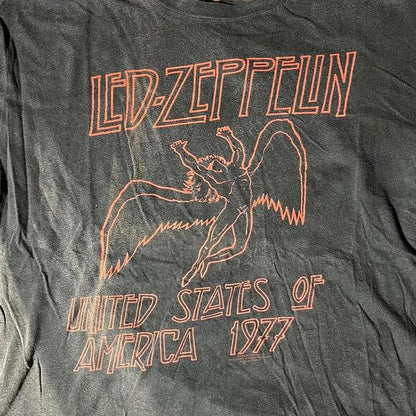 LED-ZEPPELIN
UNITED STATES OF
AMERICA 1977